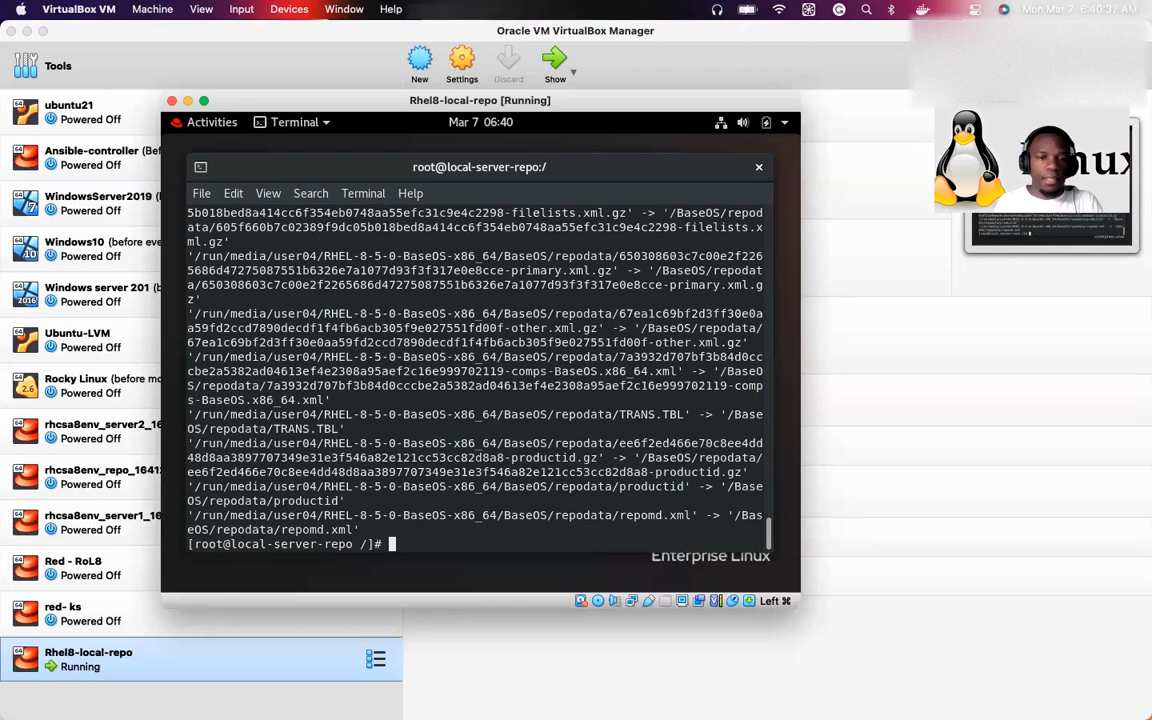 VirtualBox VM Machine View Input Devices Window Help Mon Mar 7 6:40:37 AM
Oracle VM VirtualBox Manager
Tools
New Settings Discard Show
ubuntu21
Powered Off
Ansible-controller (Bef
Powered Off
WindowsServer2019 (b
Powered Off
Windows10 (before eve
Powered Off
Windows server 201 (b
Powered Off
Ubuntu-LVM
Powered Off
Rocky Linux (before mo
Powered Off
rhcsa8env_server2_16
Powered Off
rhcsa8env_repo_1641
Powered Off
rhcsa8env_server1_16
Powered Off
Red - RoL8
Powered Off
red- ks
Powered Off
Rhel8-local-repo
Running
Rhel8-local-repo [Running]
Activities Terminal Mar 7 06:40
root@local-server-repo:/
File Edit View Search Terminal Help
5b018bed8a414cc6f354eb0748aa55efc31c9e4c2298-filelists.xml.gz' -> '/BaseOS/repod
ata/605f660b7c02389f9dc05b018bed8a414cc6f354eb0748aa55efc31c9e4c2298-filelists.x
ml.gz'
'/run/media/user04/RHEL-8-5-0-BaseOS-x86_64/BaseOS/repodata/650308603c7c00e2f226
5686d47275087551b6326e7a1077d93f3f317e0e8cce-primary.xml.gz' -> '/BaseOS/repodat
a/650308603c7c00e2f2265686d47275087551b6326e7a1077d93f3f317e0e8cce-primary.xml.g
z'
'/run/media/user04/RHEL-8-5-0-BaseOS-x86_64/BaseOS/repodata/67ea1c69bf2d3ff30e0a
a59fd2ccd7890decdf1f4fb6acb305f9e027551fd00f-other.xml.gz' -> '/BaseOS/repodata/
67ea1c69bf2d3ff30e0aa59fd2ccd7890decdf1f4fb6acb305f9e027551fd00f-other.xml.gz'
'/run/media/user04/RHEL-8-5-0-BaseOS-x86_64/BaseOS/repodata/7a3932d707bf3b84d0cc
cbe2a5382ad04613ef4e2308a95aef2c16e999702119-comps-BaseOS.x86_64.xml' -> '/BaseO
S/repodata/7a3932d707bf3b84d0cccbe2a5382ad04613ef4e2308a95aef2c16e999702119-comp
s-BaseOS.x86_64.xml'
'/run/media/user04/RHEL-8-5-0-BaseOS-x86_64/BaseOS/repodata/TRANS.TBL' -> '/Base
OS/repodata/TRANS.TBL'
'/run/media/user04/RHEL-8-5-0-BaseOS-x86_64/BaseOS/repodata/ee6f2ed466e70c8ee4dd
48d8aa3897707349e31e3f546a82e121cc53cc82d8a8-productid.gz' -> '/BaseOS/repodata/
ee6f2ed466e70c8ee4dd48d8aa3897707349e31e3f546a82e121cc53cc82d8a8-productid.gz'
'/run/media/user04/RHEL-8-5-0-BaseOS-x86_64/BaseOS/repodata/productid' -> '/Base
OS/repodata/productid'
'/run/media/user04/RHEL-8-5-0-BaseOS-x86_64/BaseOS/repodata/repomd.xml' -> '/Bas
eOS/repodata/repomd.xml'
[root@local-server-repo /]#
Enterprise Linux
Left ⌘